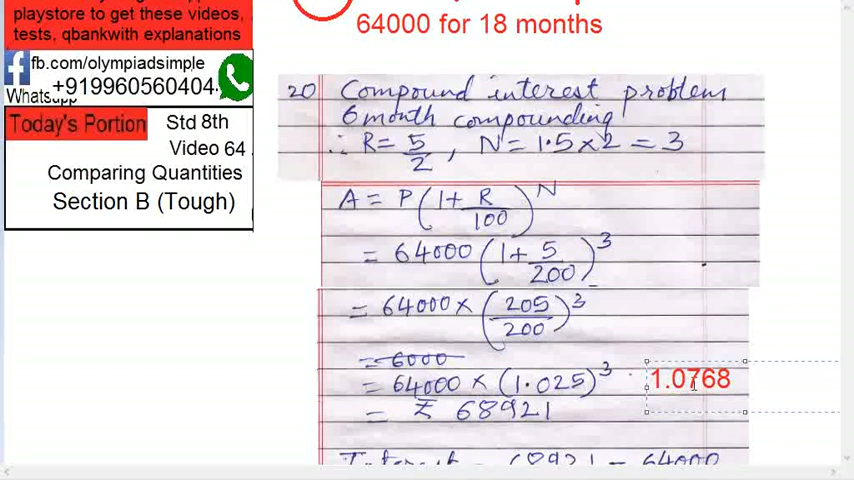 playstore to get these videos,
tests, qbankwith explanations
fb.com/olympiadsimple
+919960560404
Whatsapp
Today's Portion
Std 8th
Video 64
Comparing Quantities
Section B (Tough)
64000 for 18 months
20 Compound interest problem
6 month compounding
∴ R = 5/2 , N = 1.5 x 2 = 3
A = P(1 + R/100)^N
= 64000 (1 + 5/200)^3
= 64000 x (205/200)^3
= 6000
= 64000 x (1.025)^3
1.0768
= ₹ 68921